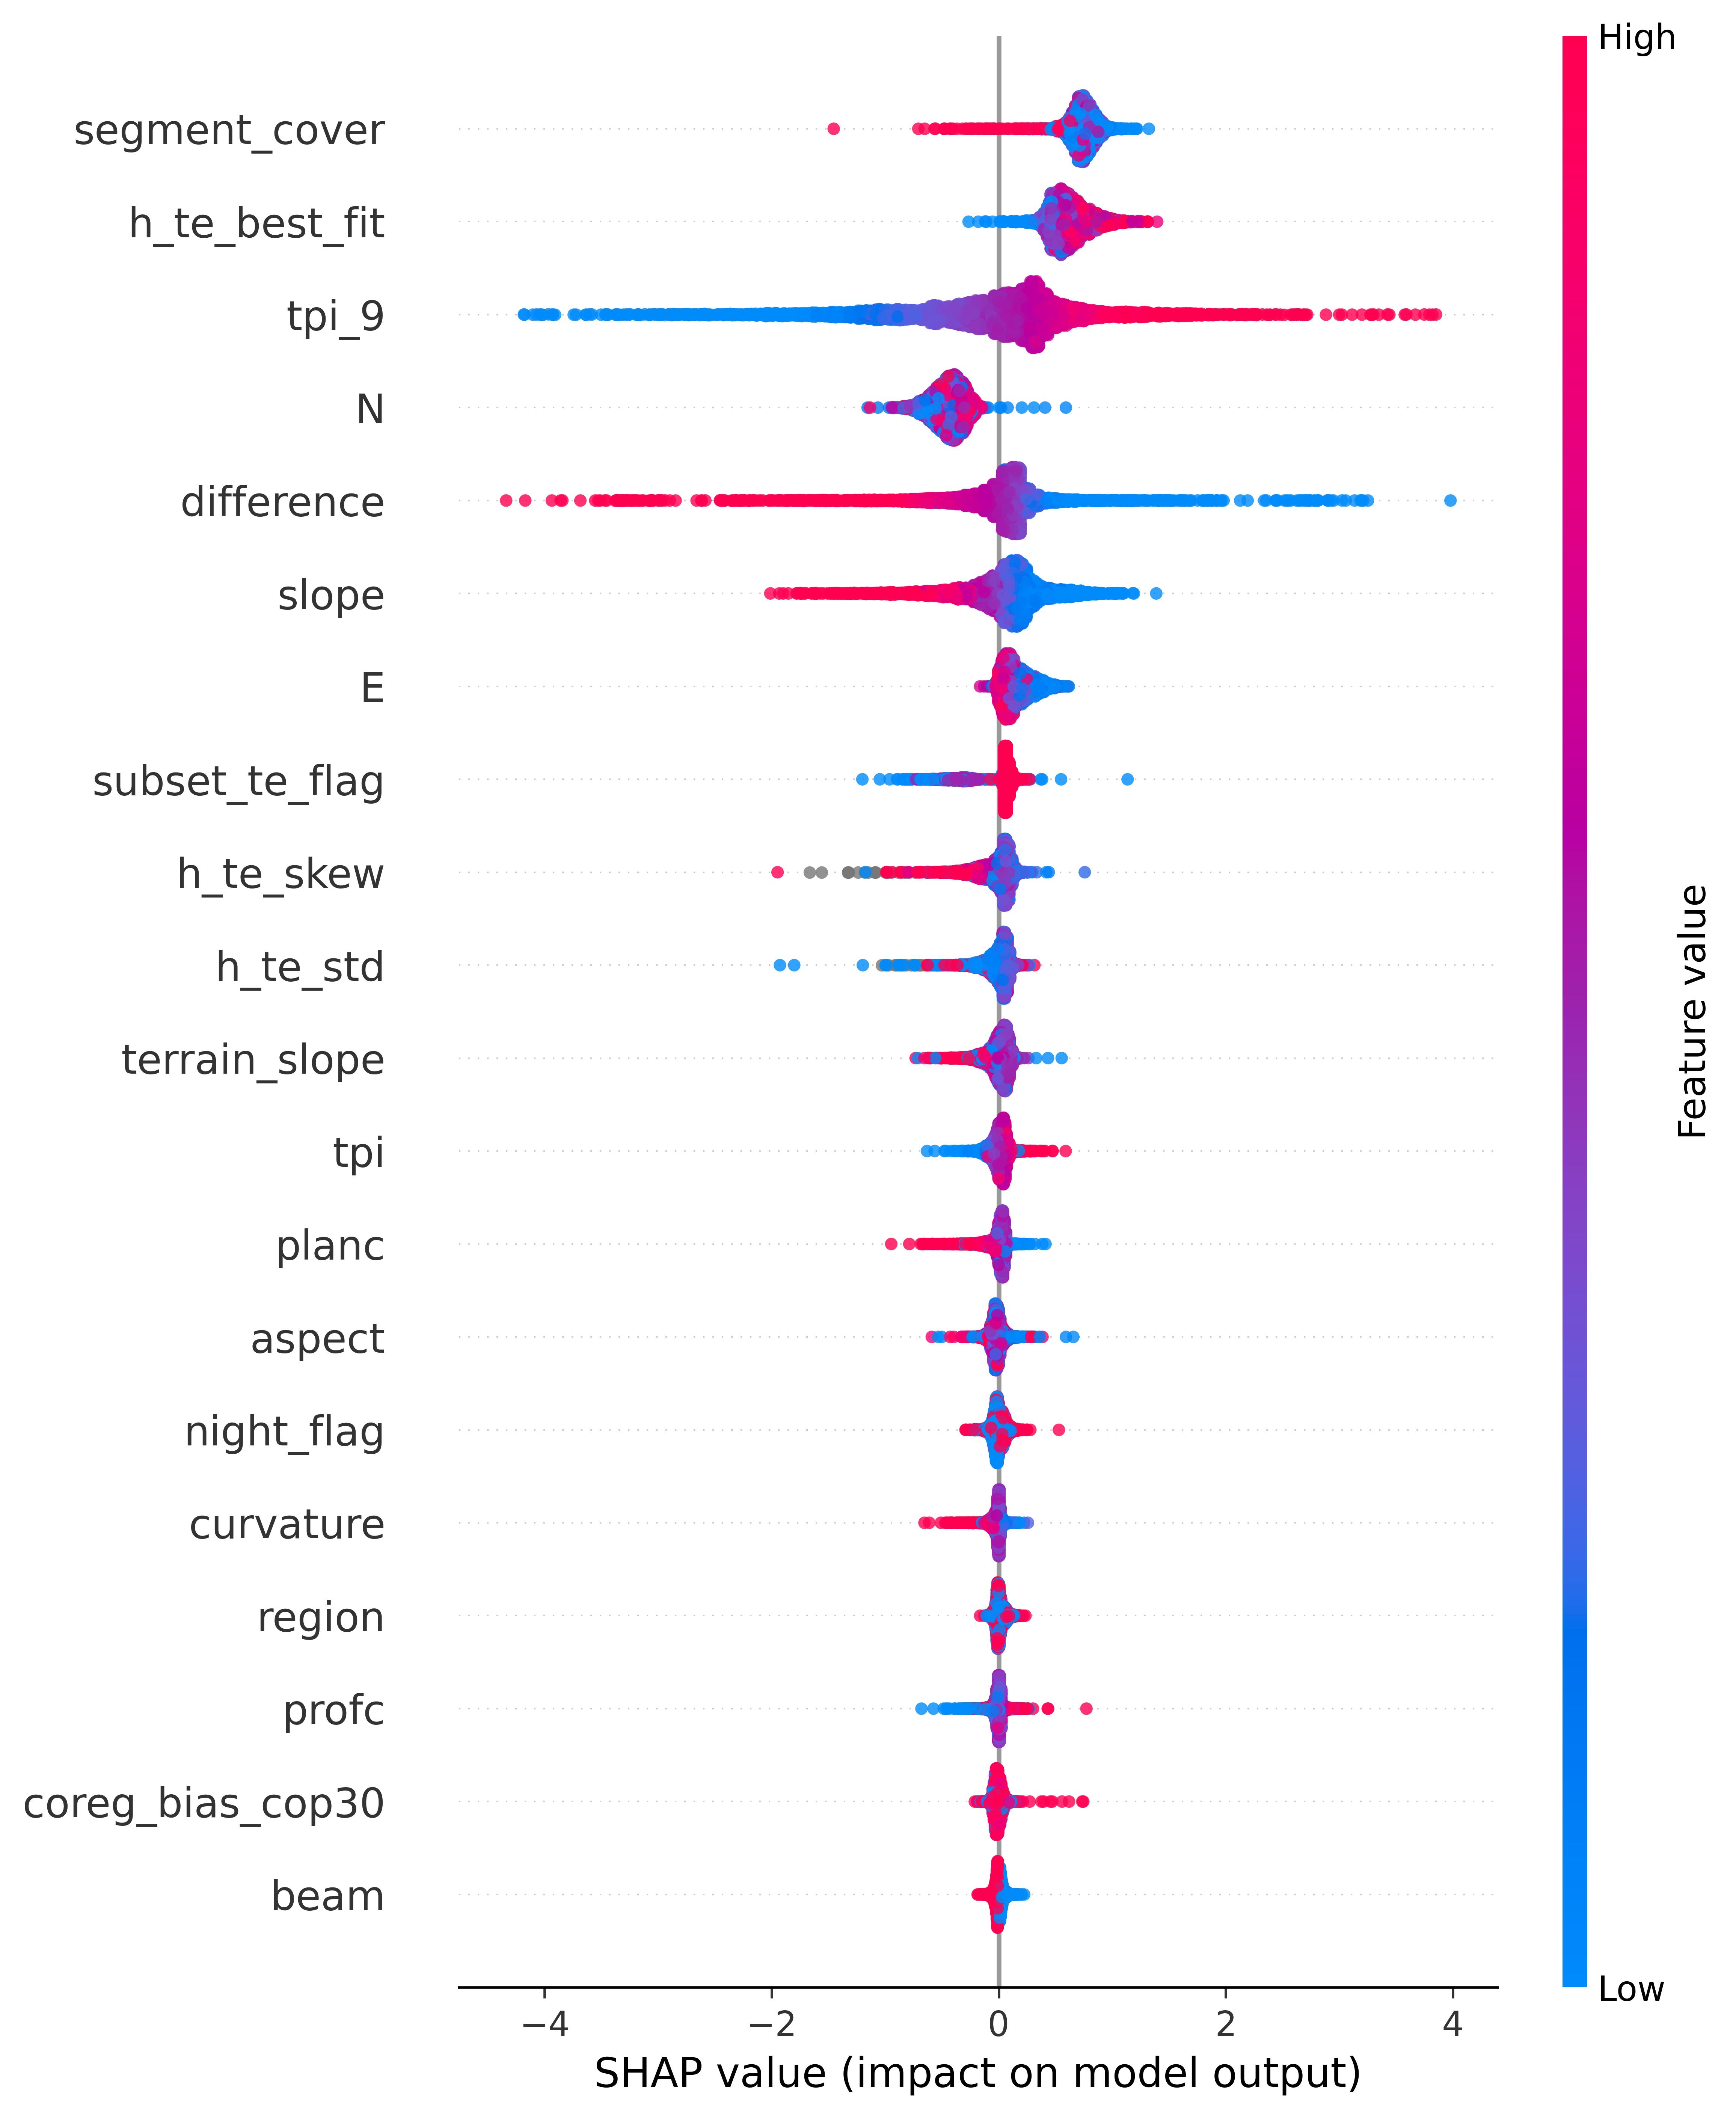 High
segment_cover
h_te_best_fit
tpi_9
N
difference
slope
E
subset_te_flag
h_te_skew
h_te_std
terrain_slope
tpi
planc
aspect
night_flag
curvature
region
profc
coreg_bias_cop30
beam
Feature value
Low
−4 −2 0 2 4
SHAP value (impact on model output)